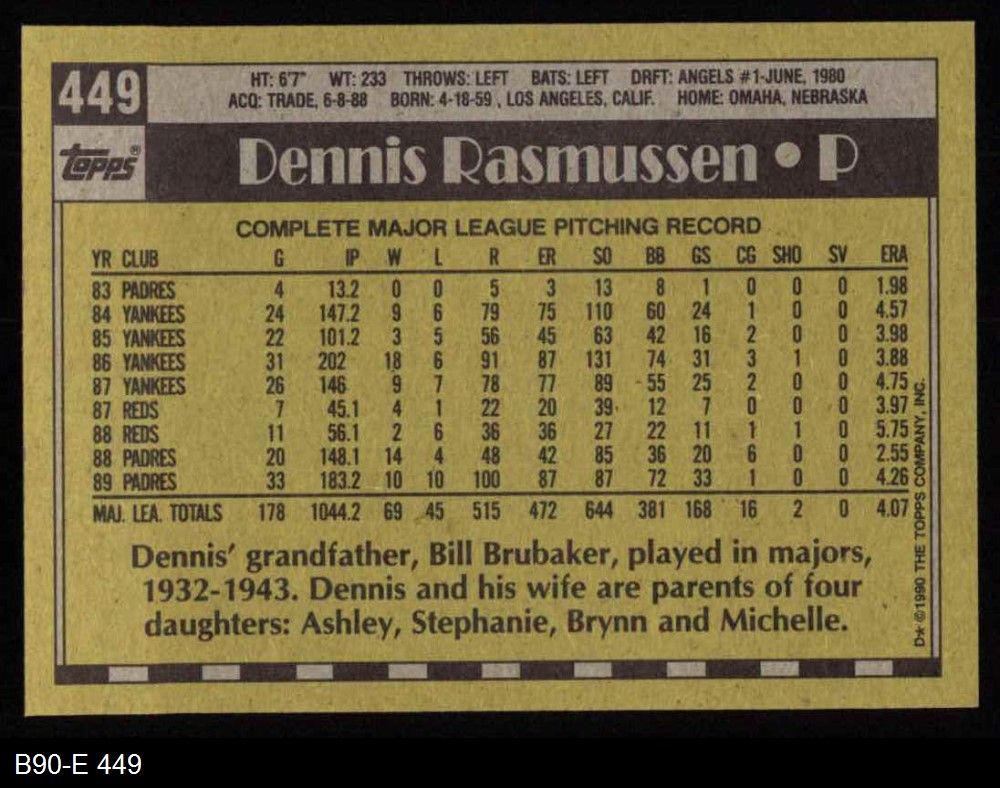 449
HT: 6'7" WT: 233 THROWS: LEFT BATS: LEFT DRFT: ANGELS #1-JUNE, 1980
ACQ: TRADE, 6-8-88 BORN: 4-18-59 , LOS ANGELES, CALIF. HOME: OMAHA, NEBRASKA
Topps®
Dennis Rasmussen • P
COMPLETE MAJOR LEAGUE PITCHING RECORD
YR CLUB G IP W L R ER SO BB GS CG SHO SV ERA
83 PADRES 4 13.2 0 0 5 3 13 8 1 0 0 0 1.98
84 YANKEES 24 147.2 9 6 79 75 110 60 24 1 0 0 4.57
85 YANKEES 22 101.2 3 5 56 45 63 42 16 2 0 0 3.98
86 YANKEES 31 202 18 6 91 87 131 74 31 3 1 0 3.88
87 YANKEES 26 146 9 7 78 77 89 55 25 2 0 0 4.75
87 REDS 7 45.1 4 1 22 20 39 12 7 0 0 0 3.97
88 REDS 11 56.1 2 6 36 36 27 22 11 1 1 0 5.75
88 PADRES 20 148.1 14 4 48 42 85 36 20 6 0 0 2.55
89 PADRES 33 183.2 10 10 100 87 87 72 33 1 0 0 4.26
MAJ. LEA. TOTALS 178 1044.2 69 45 515 472 644 381 168 16 2 0 4.07
Dennis' grandfather, Bill Brubaker, played in majors,
1932-1943. Dennis and his wife are parents of four
daughters: Ashley, Stephanie, Brynn and Michelle.
D* ©1990 THE TOPPS COMPANY, INC.
B90-E 449